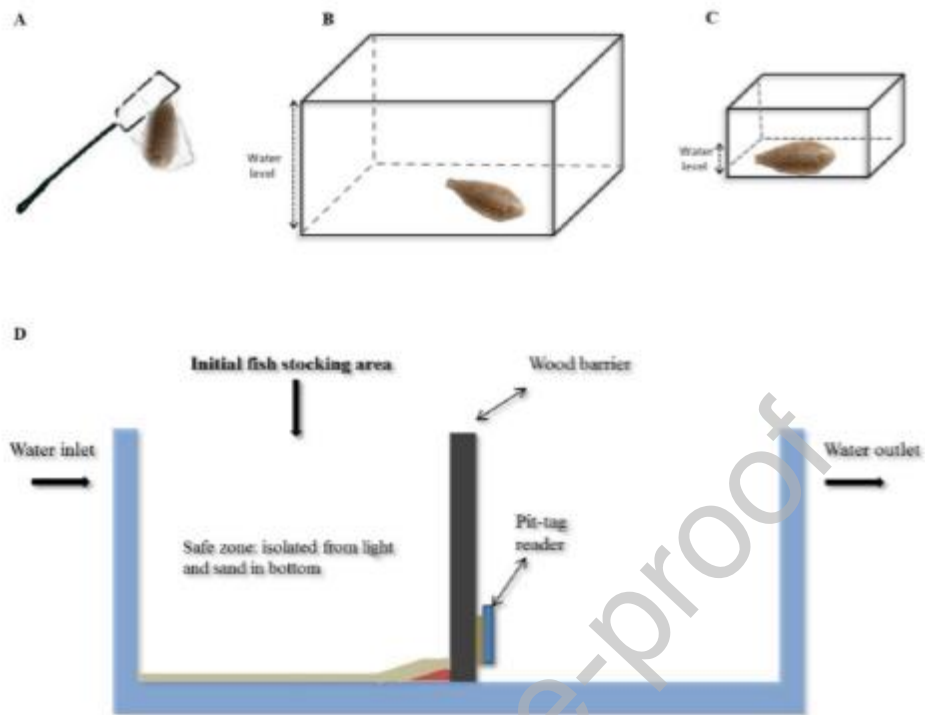 A
B
C
Water
level
Water
level
D
Initial fish stocking area
Wood barrier
Water inlet
Water outlet
Pit-tag
reader
Safe zone: isolated from light
and sand in bottom
e-proof